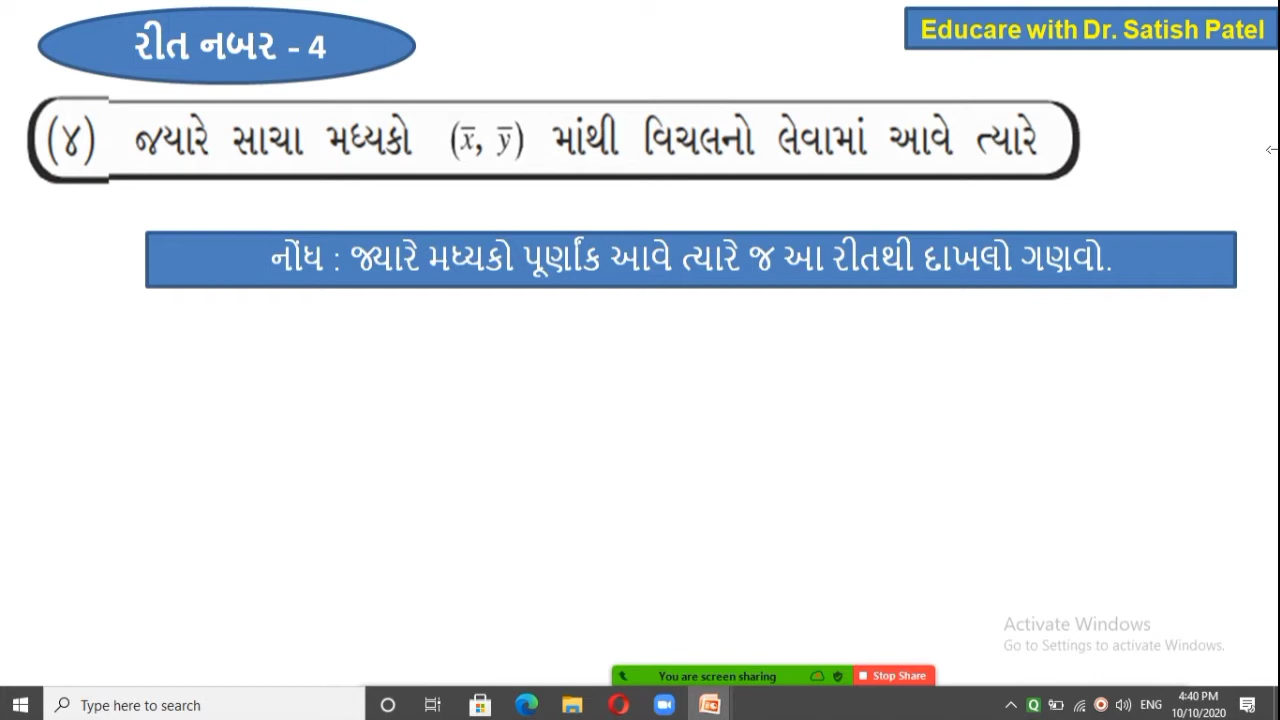 રીત નબર - 4
Educare with Dr. Satish Patel
(૪) જયારે સાચા મધ્યકો (x̅, y̅) માંથી વિચલનો લેવામાં આવે ત્યારે
નોંધ : જ્યારે મધ્યકો પૂર્ણાંક આવે ત્યારે જ આ રીતથી દાખલો ગણવો.
Activate Windows
Go to Settings to activate Windows.
You are screen sharing
Stop Share
Type here to search
ENG
4:40 PM
10/10/2020